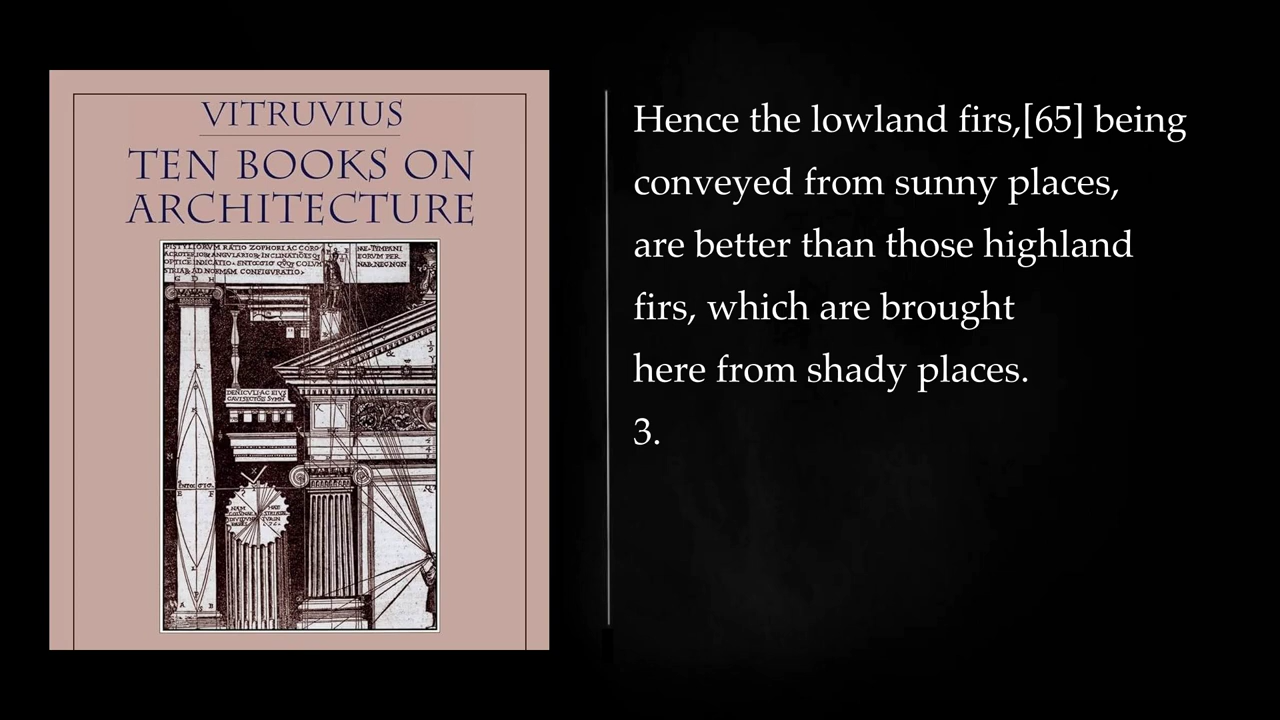 VITRUVIUS
TEN BOOKS ON
ARCHITECTURE
Hence the lowland firs,[65] being
conveyed from sunny places,
are better than those highland
firs, which are brought
here from shady places.
3.